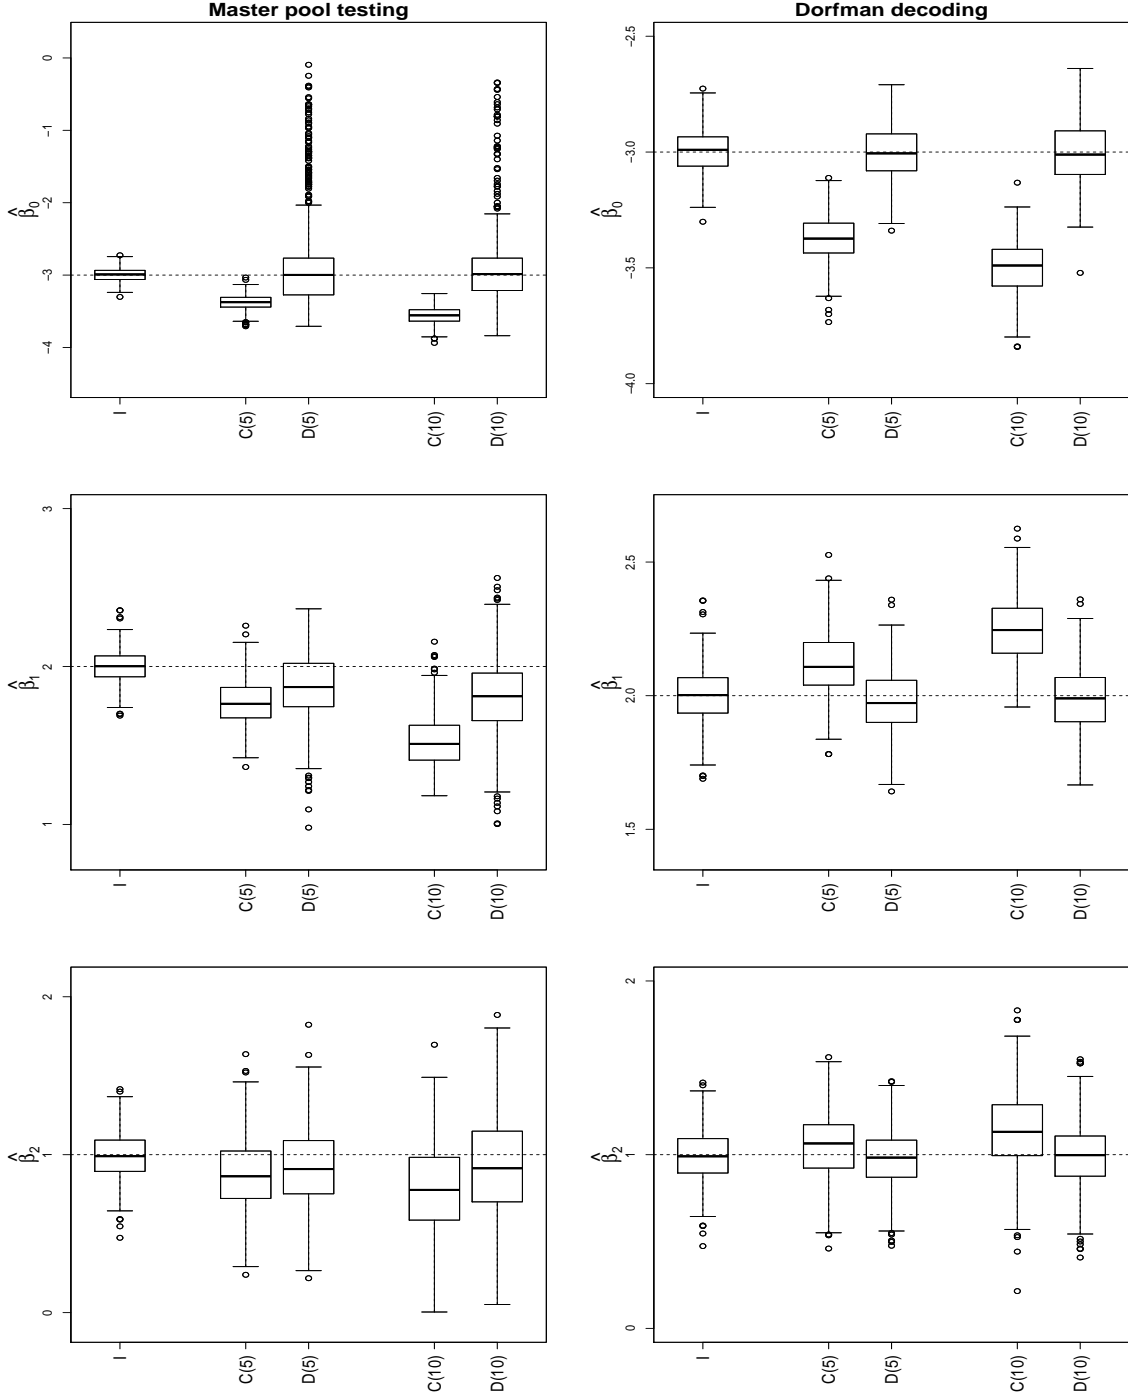 Master pool testing
Dorfman decoding
β̂0
0
−1
−2
−3
−4
I
C(5)
D(5)
C(10)
D(10)
β̂0
−2.5
−3.0
−3.5
−4.0
I
C(5)
D(5)
C(10)
D(10)
β̂1
3
2
1
I
C(5)
D(5)
C(10)
D(10)
β̂1
2.5
2.0
1.5
I
C(5)
D(5)
C(10)
D(10)
β̂2
2
1
0
I
C(5)
D(5)
C(10)
D(10)
β̂2
2
1
0
I
C(5)
D(5)
C(10)
D(10)